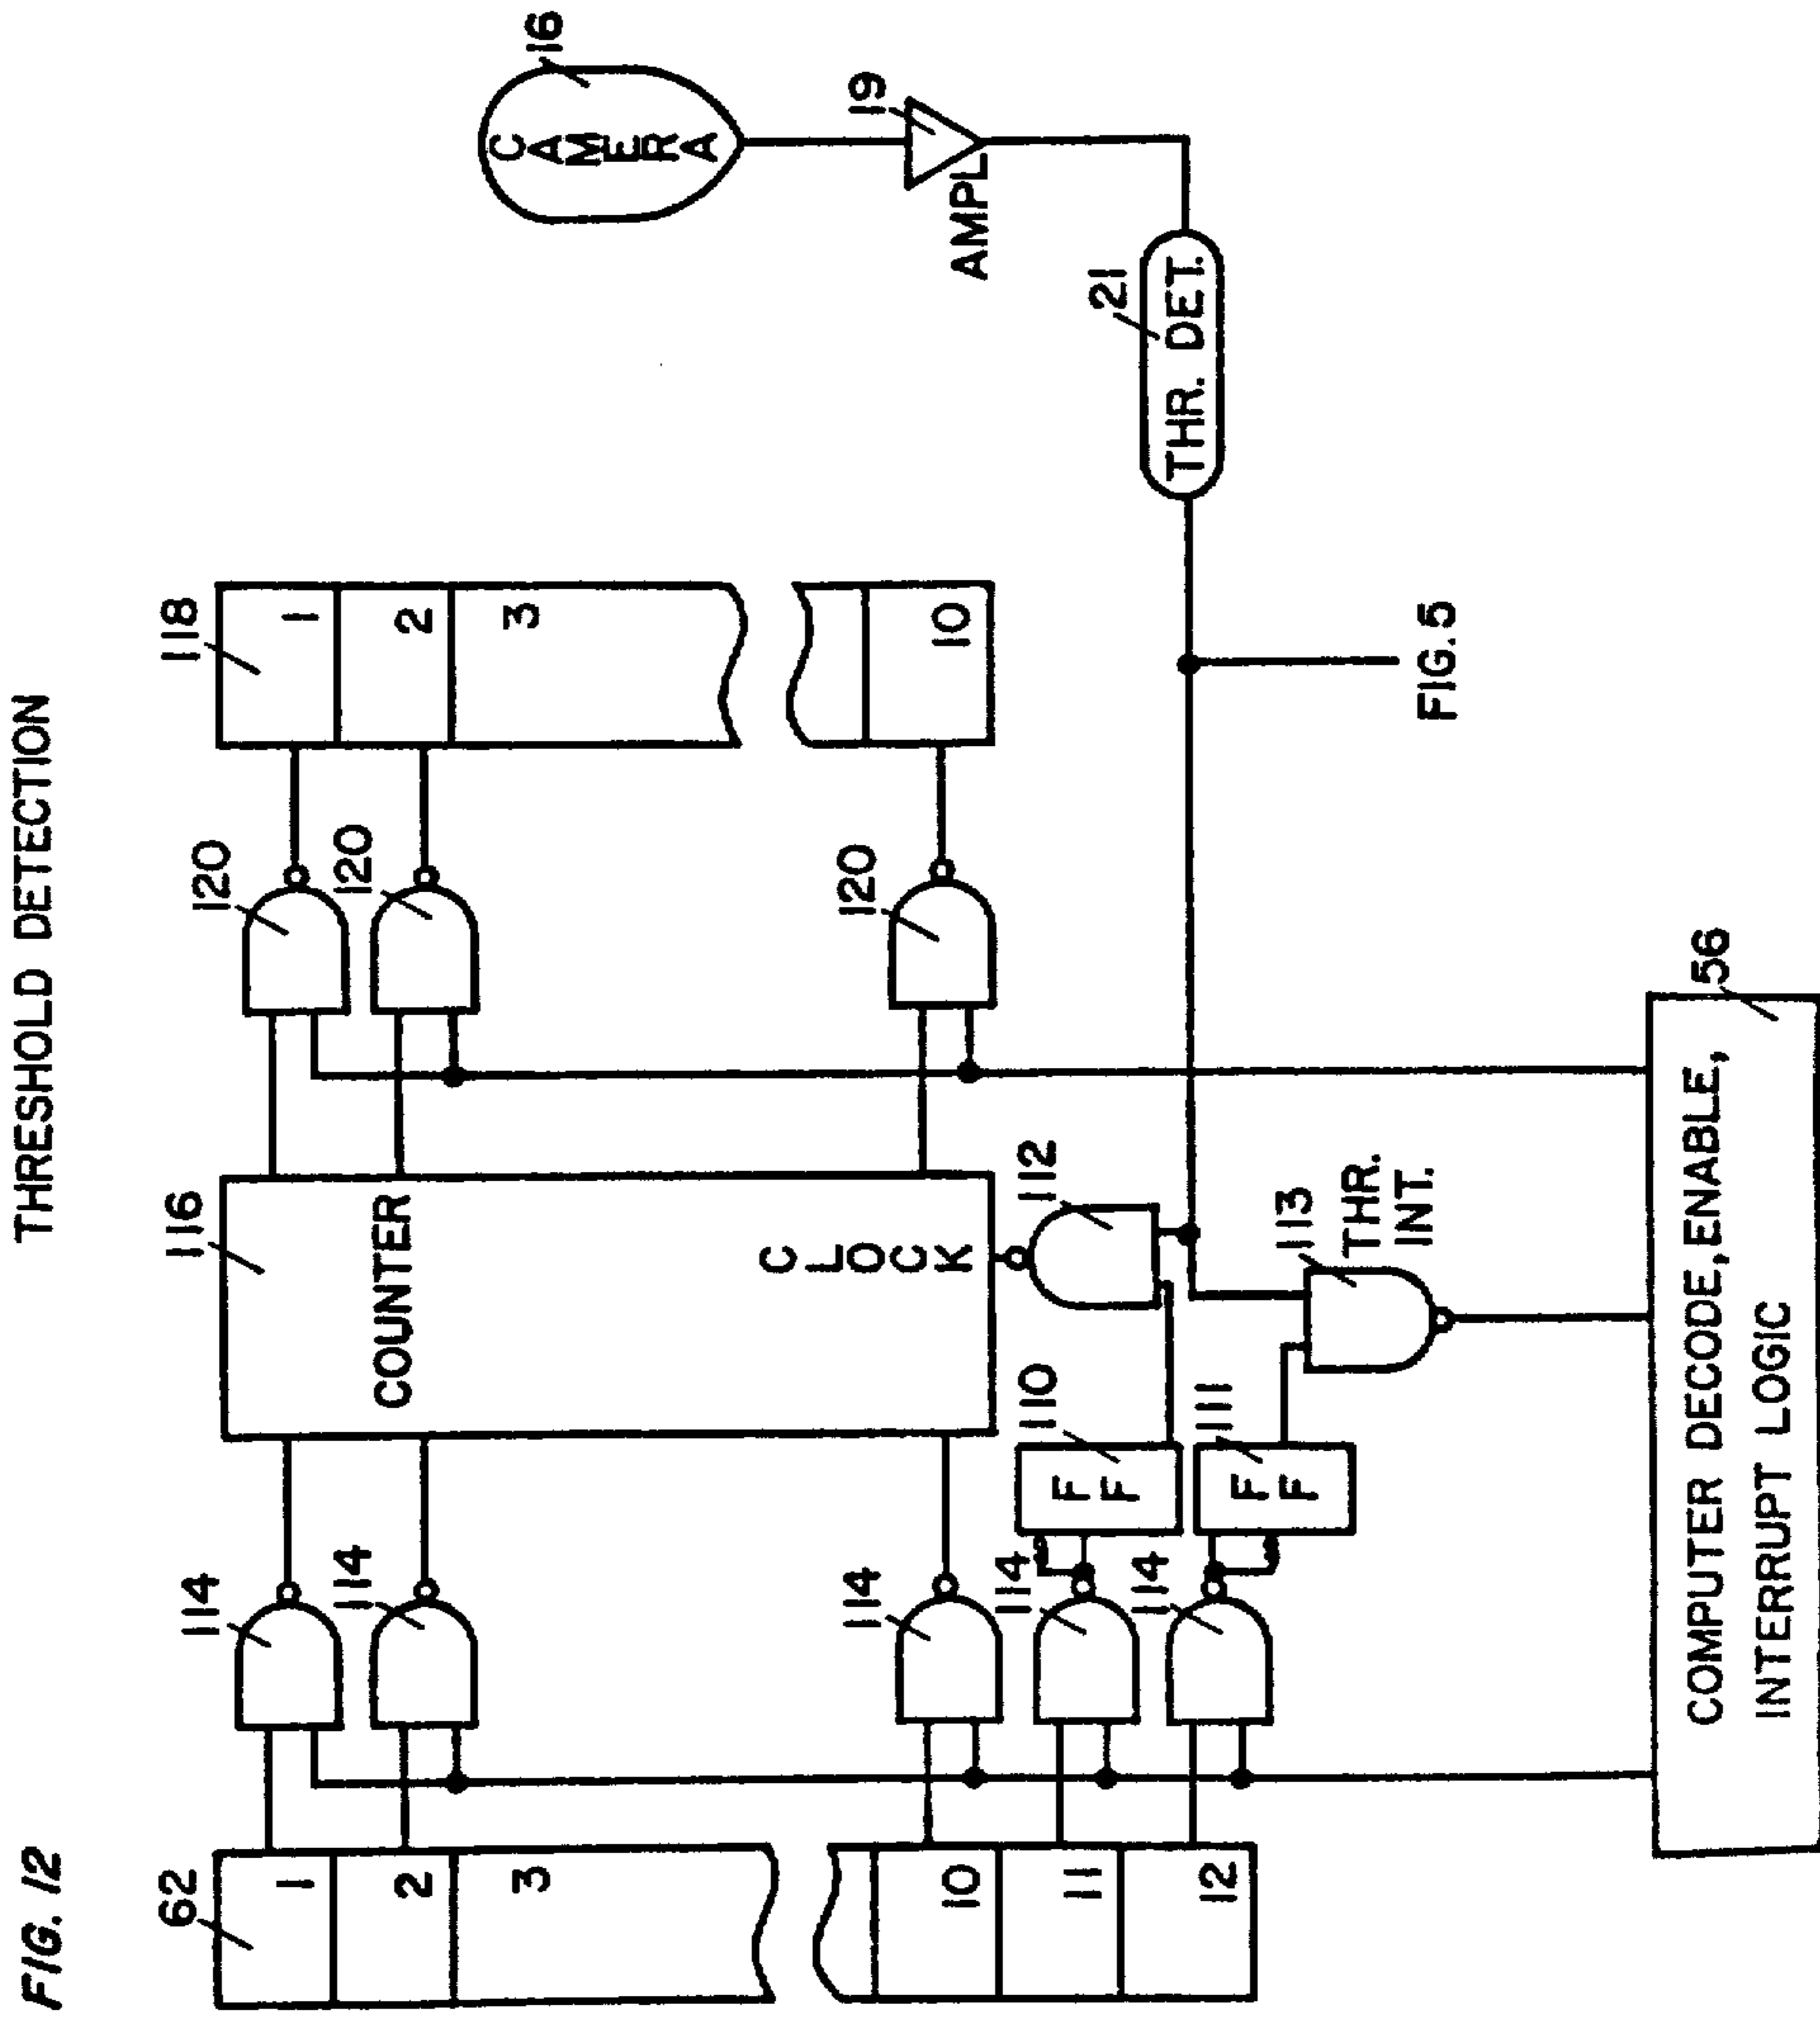 FIG. 12
THRESHOLD DETECTION
62
1
2
3
10
11
12
114
114
114
114
114
116
COUNTER
CLOCK
110
FF
111
FF
112
113
THR.
INT.
120
120
120
118
1
2
3
10
CAMERA
16
19
AMPL
21
THR. DET.
FIG.5
56
COMPUTER DECODE,ENABLE,
INTERRUPT LOGIC